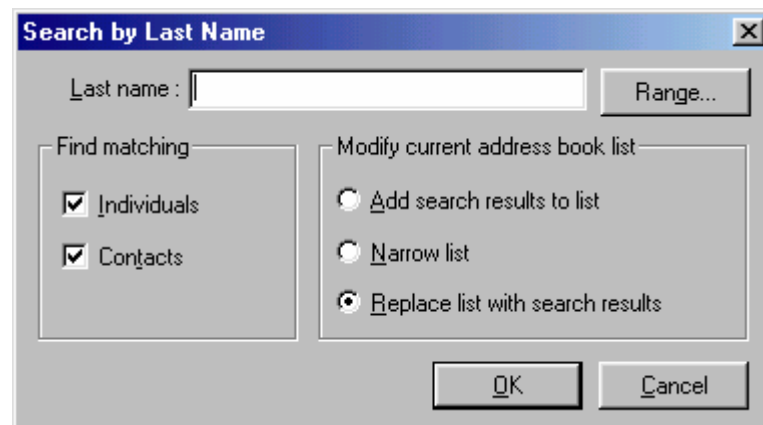 Search by Last Name
Last name :
Range...
Find matching
Individuals
Contacts
Modify current address book list
Add search results to list
Narrow list
Replace list with search results
OK
Cancel